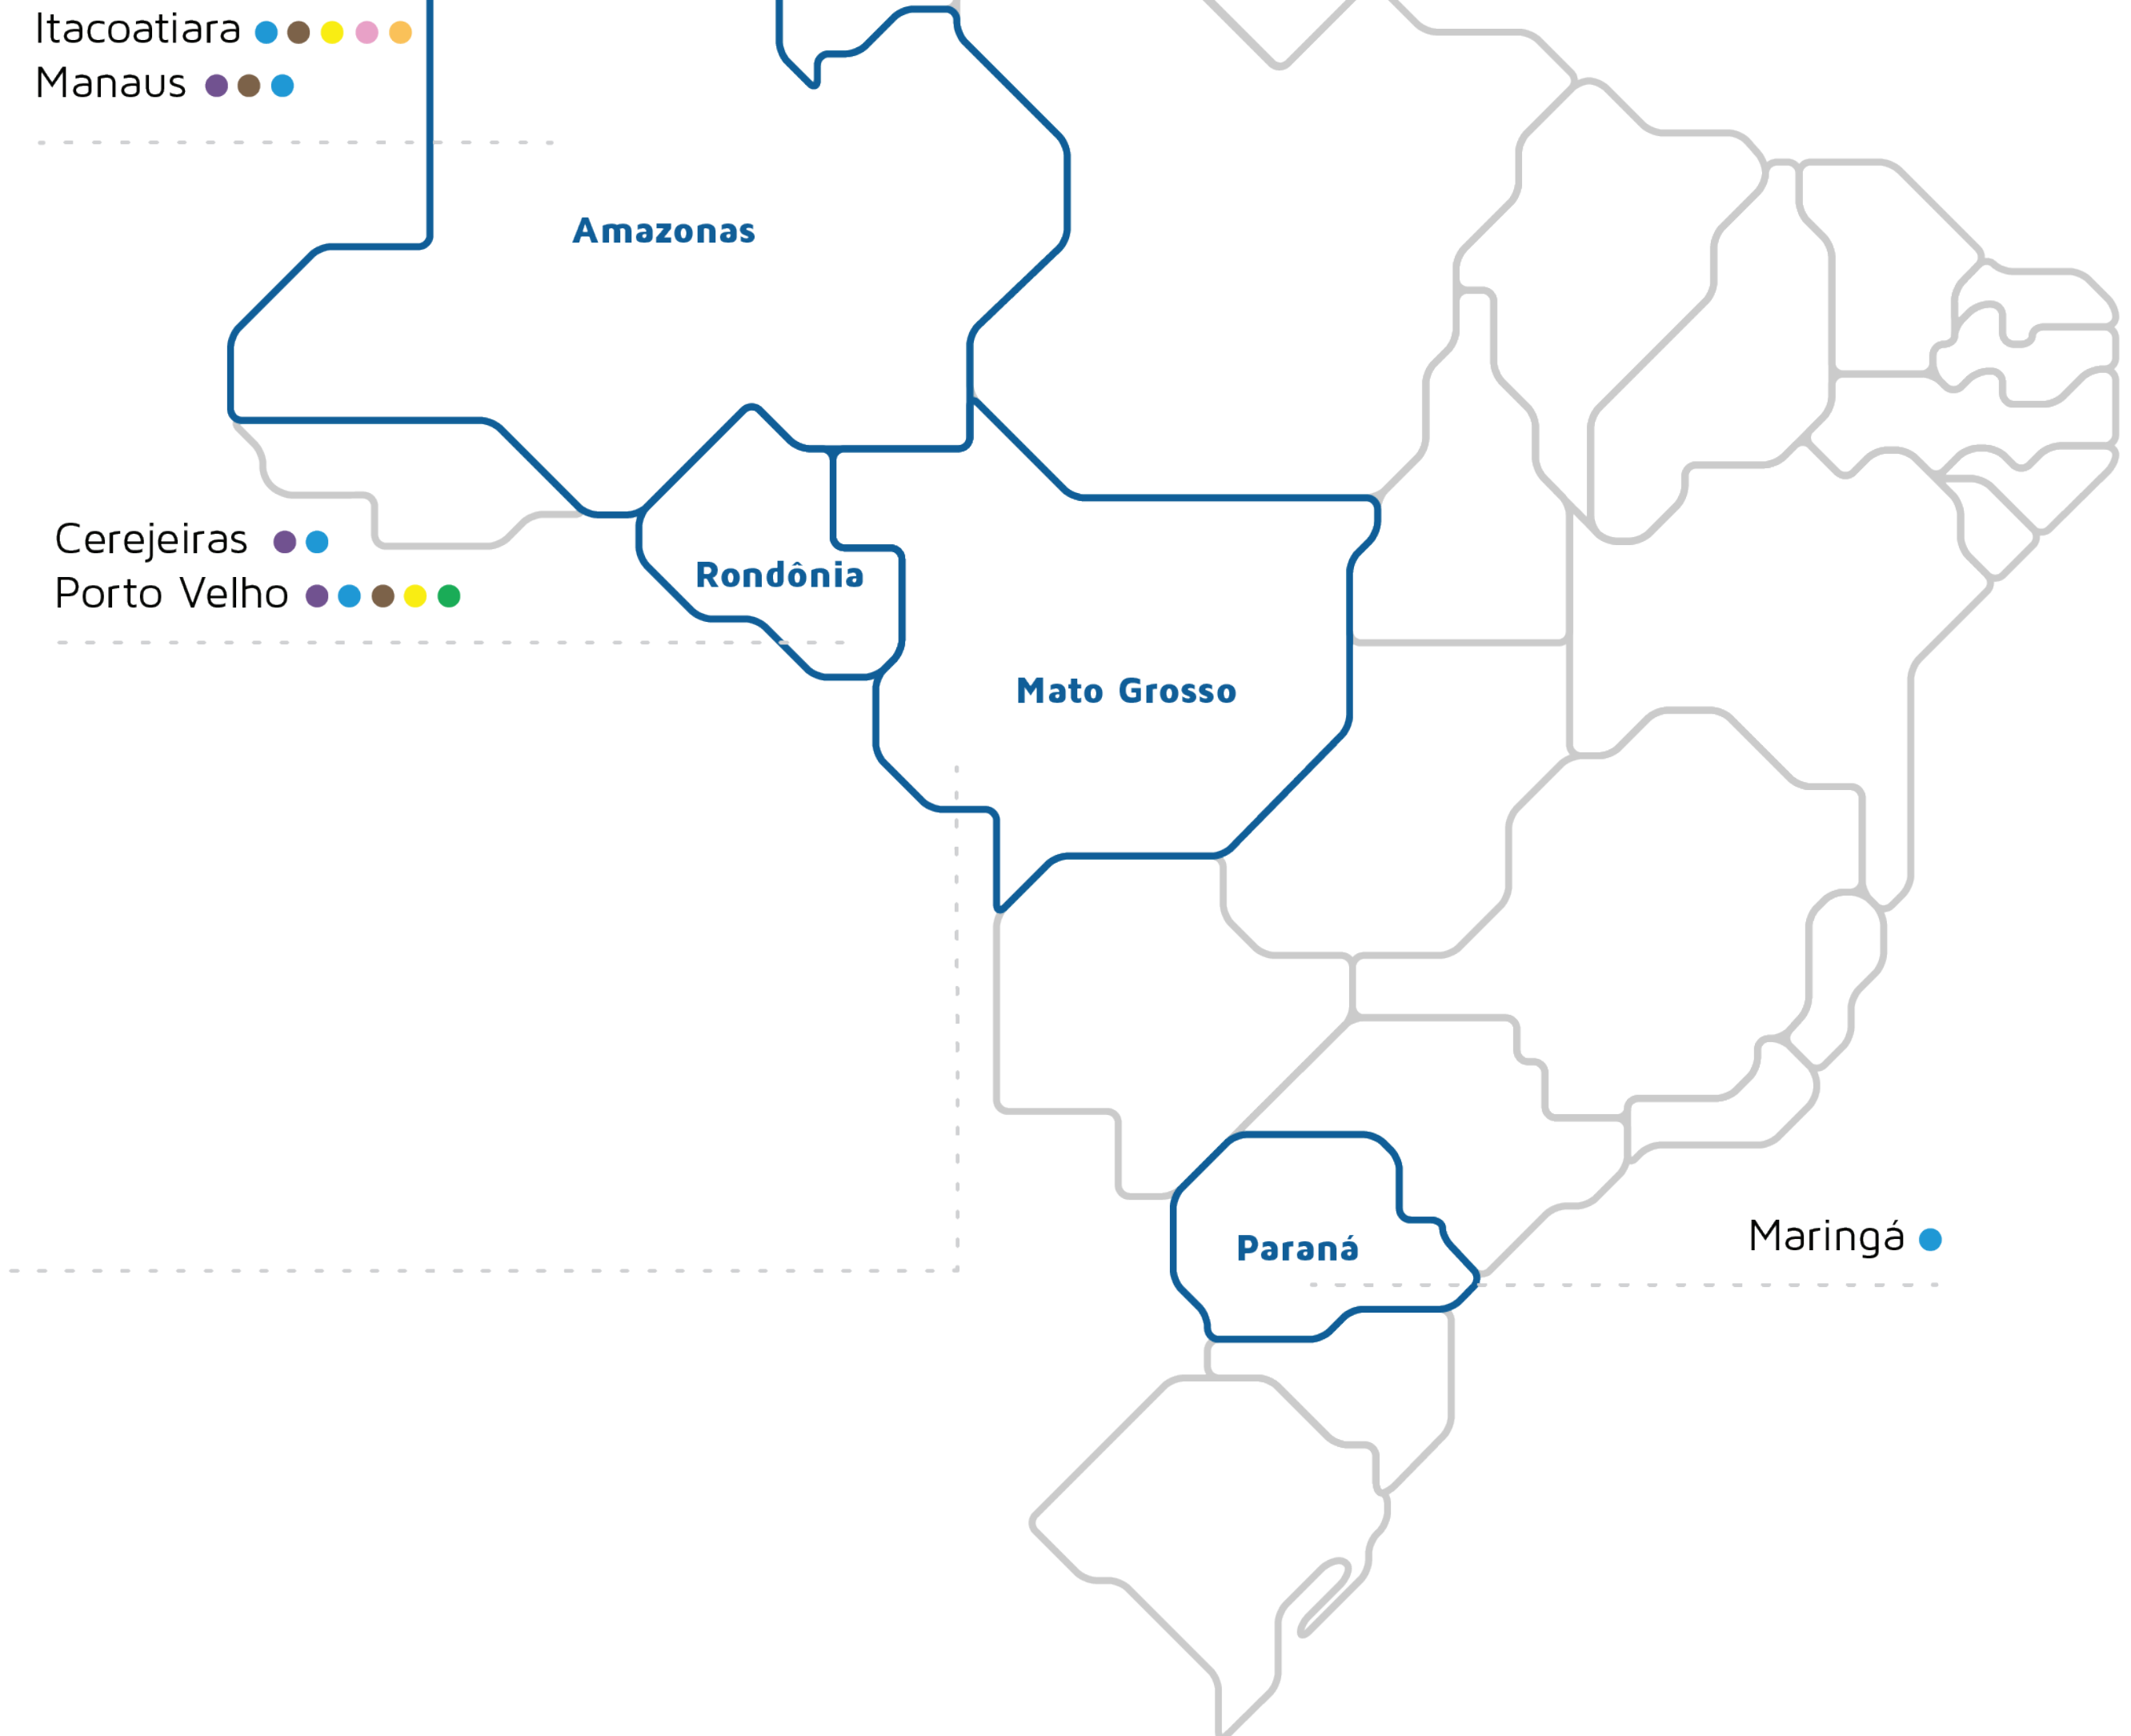 Itacoatiara
Manaus
Amazonas
Cerejeiras
Porto Velho
Rondônia
Mato Grosso
Maringá
Paraná